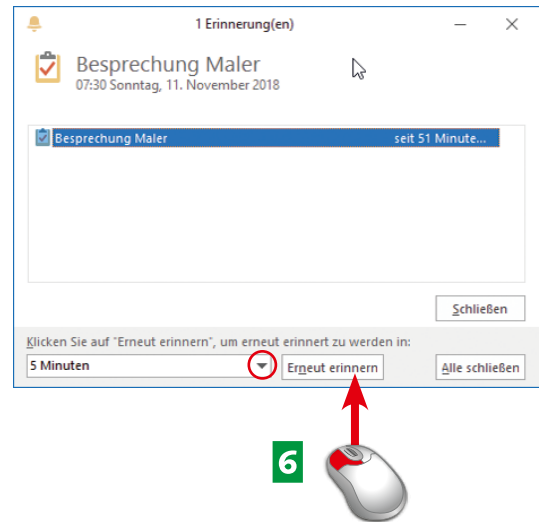 1 Erinnerung(en)
Besprechung Maler
07:30 Sonntag, 11. November 2018
Besprechung Maler seit 51 Minute...
Schließen
Klicken Sie auf "Erneut erinnern", um erneut erinnert zu werden in:
5 Minuten Erneut erinnern Alle schließen
6